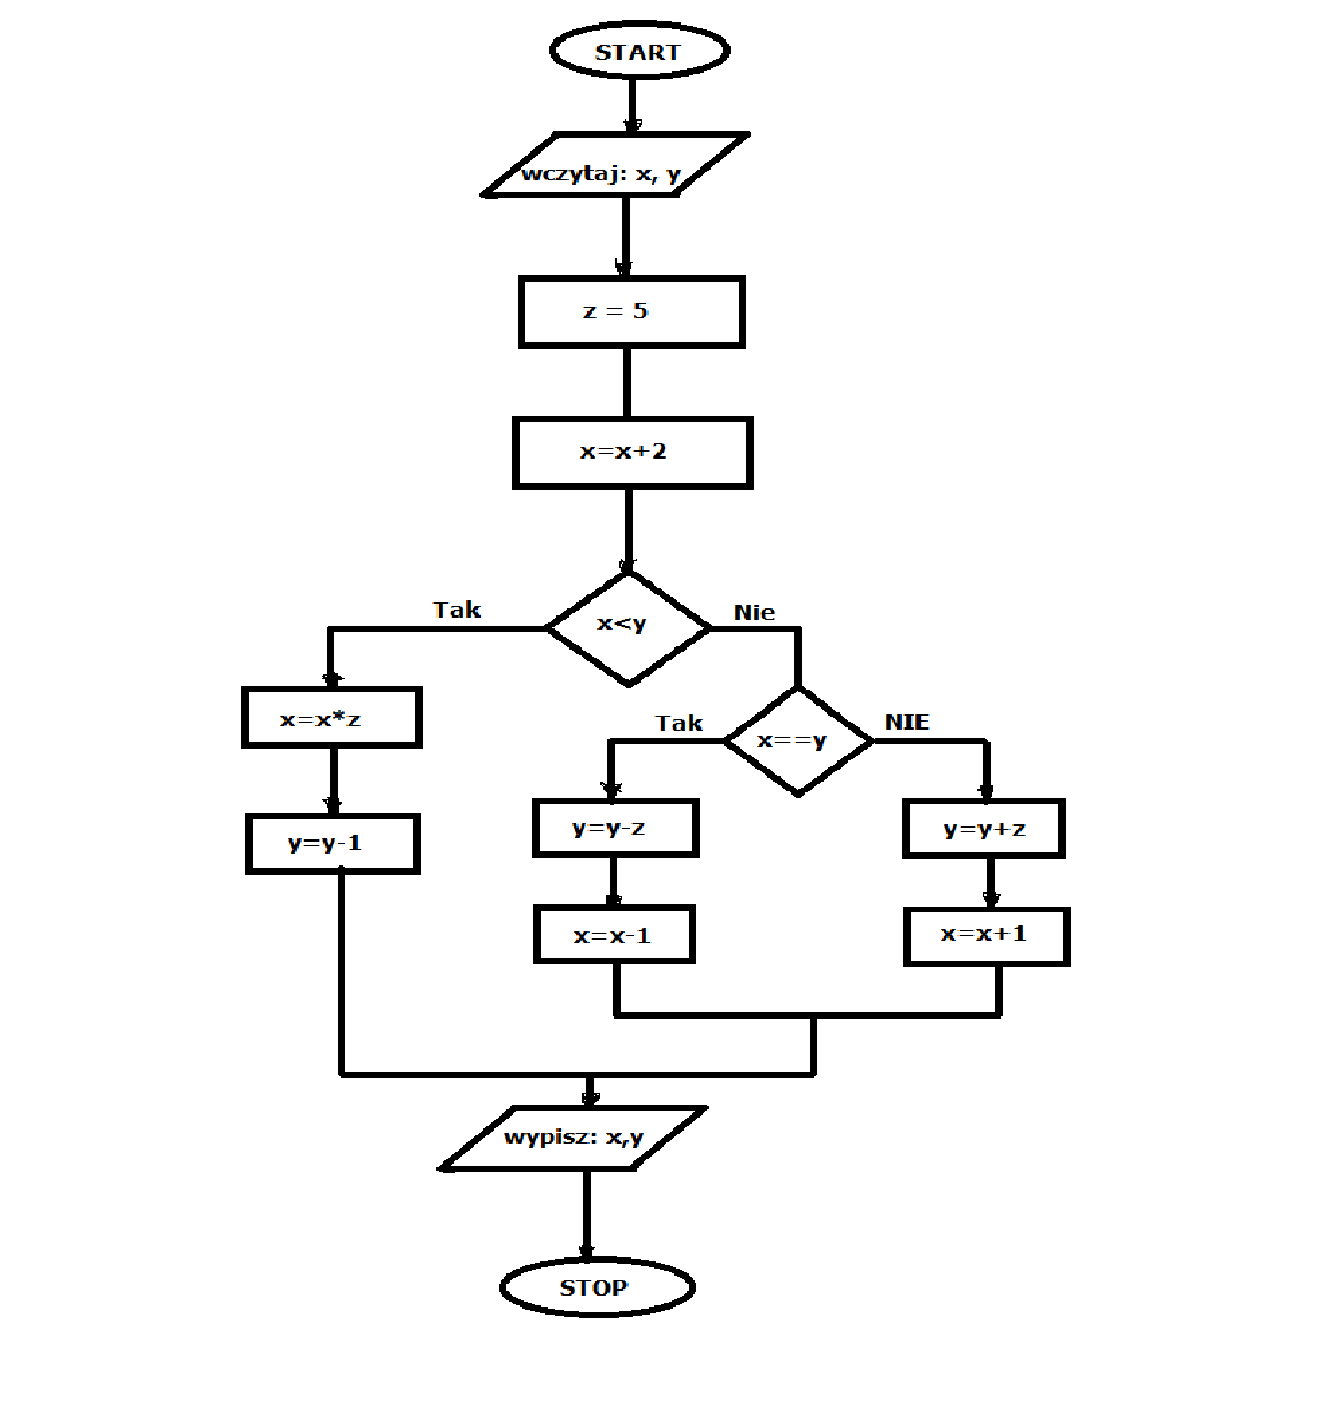 START
wczytaj: x, y
z = 5
x=x+2
x<y
Tak
Nie
x=x*z
y=y-1
x==y
Tak
NIE
y=y-z
x=x-1
y=y+z
x=x+1
wypisz: x,y
STOP